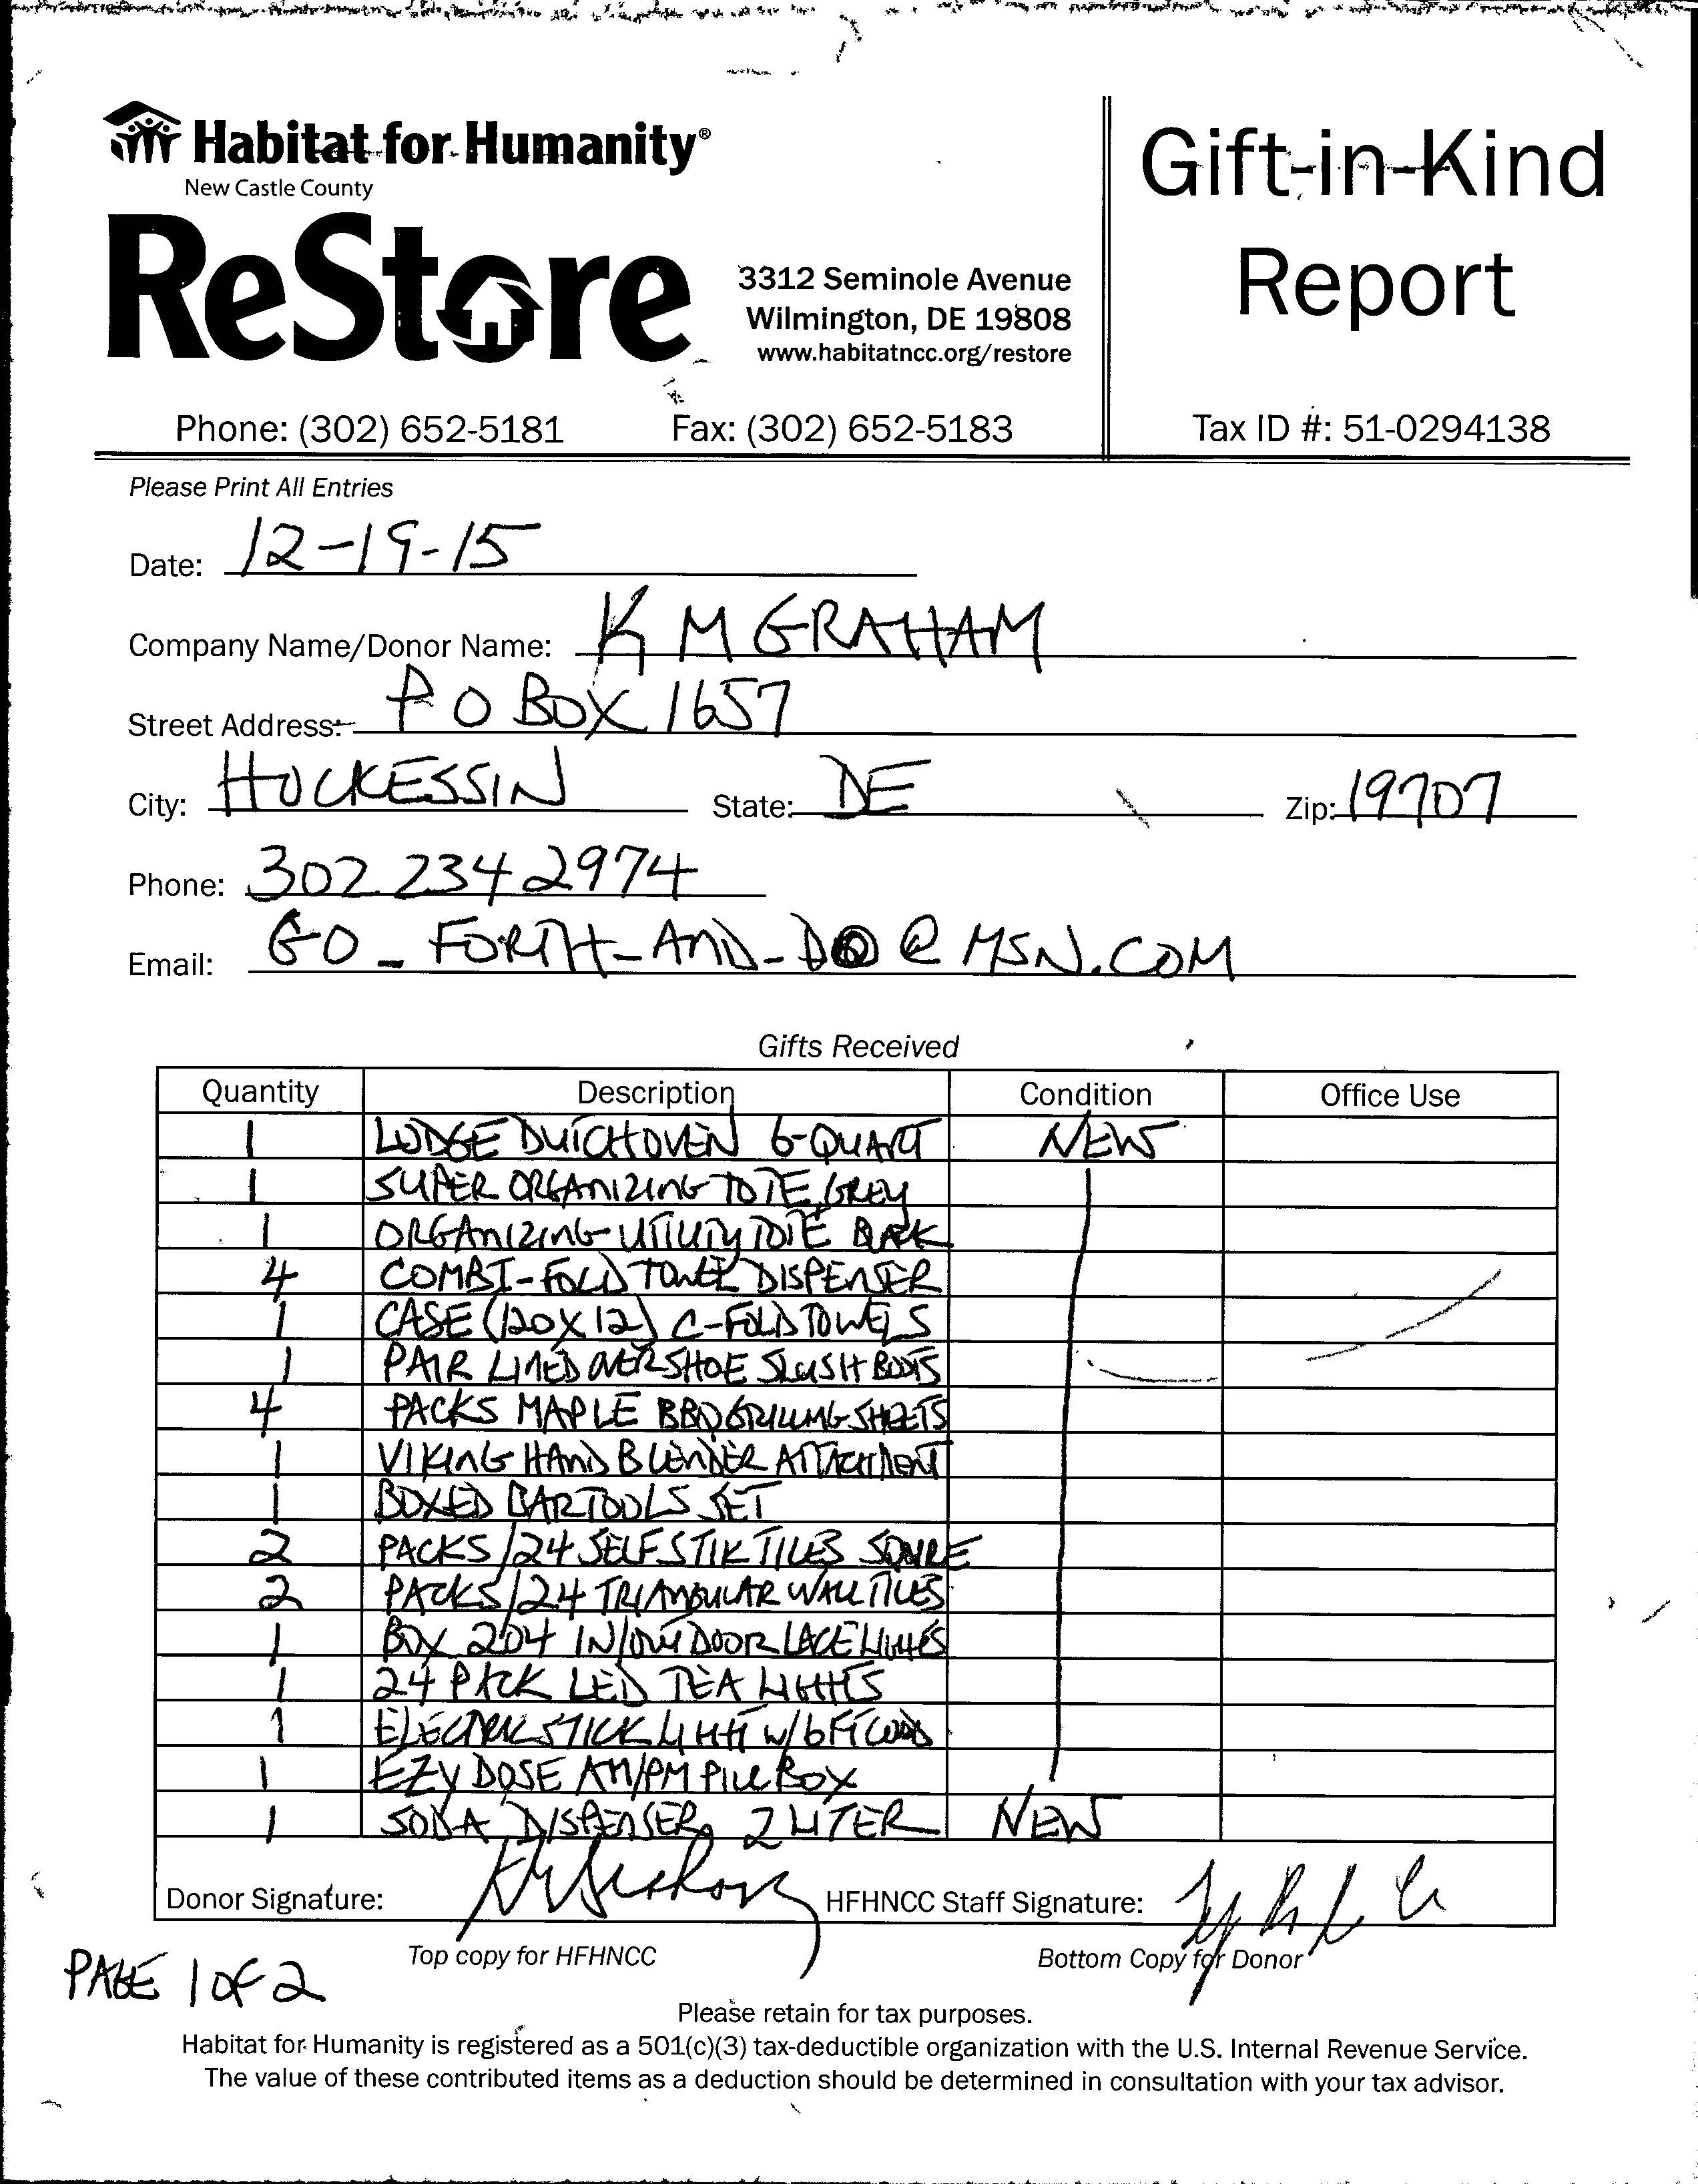 Habitat for Humanity®
New Castle County
ReStore
3312 Seminole Avenue
Wilmington, DE 19808
www.habitatncc.org/restore
Gift-in-Kind
Report
Phone: (302) 652-5181 Fax: (302) 652-5183 Tax ID #: 51-0294138
Please Print All Entries
Date: 12-19-15
Company Name/Donor Name: K M GRAHAM
Street Address: P O BOX 1657
City: HOCKESSIN State: DE Zip: 19707
Phone: 302 234 2974
Email: GO_FORTH_AND_DO@MSN.COM
Gifts Received
Quantity Description Condition Office Use
1 LODGE DUTCHOVEN 6-QUART NEW
1 SUPER ORGANIZING TOTE, GREY
1 ORGANIZING UTILITY TOTE
4 COMBI-FOLD TOWEL DISPENSER
1 CASE (120X12) C-FOLD TOWELS
1 PAIR LINED OVERSHOE SLUSH BOOTS
4 PACKS MAPLE BBQ GRILLING SHEETS
1 VIKING HAND BLENDER ATTACHMENT
1 BOXED BARTOOLS SET
2 PACKS/24 SELFSTIK TILES
2 PACKS/24 TRIANGULAR WALL TILES
1 BOX 204 IN/OUTDOOR LACE LIGHTS
1 24 PACK LED TEA LIGHTS
1 ELECTRIC STICK LIGHT W/6FT CORD
1 EZY DOSE AM/PM PILL BOX
1 SODA DISPENSER, 2 LITER NEW
Donor Signature: HFHNCC Staff Signature:
Top copy for HFHNCC Bottom Copy for Donor
PAGE 1 OF 2
Please retain for tax purposes.
Habitat for Humanity is registered as a 501(c)(3) tax-deductible organization with the U.S. Internal Revenue Service.
The value of these contributed items as a deduction should be determined in consultation with your tax advisor.